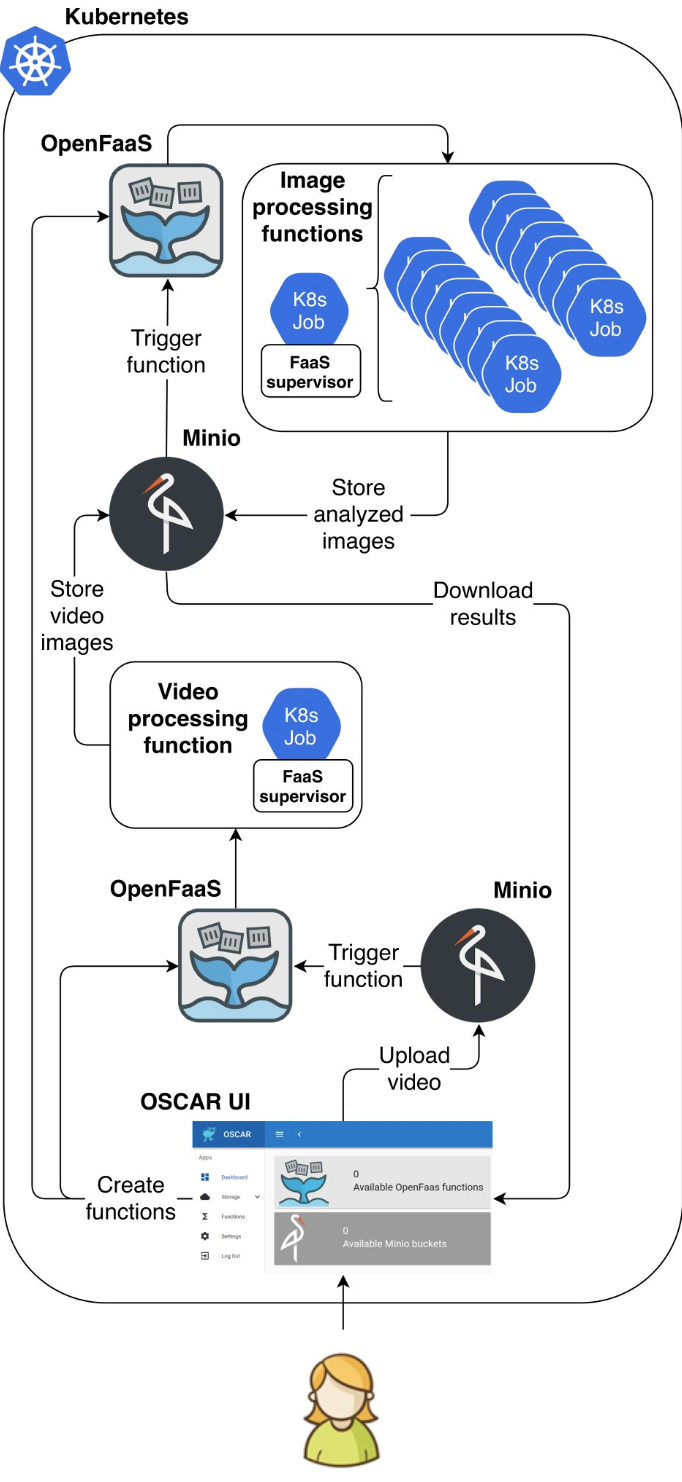 Kubernetes
OpenFaaS
Image
processing
functions
K8s
Job
FaaS
supervisor
K8s
Job
K8s
Job
Trigger
function
Minio
Store
analyzed
images
Store
video
images
Download
results
Video
processing
function
K8s
Job
FaaS
supervisor
OpenFaaS
Minio
Trigger
function
Upload
video
OSCAR UI
OSCAR
Apps
Dashboard
Storage
Functions
Settings
Log Out
0
Available OpenFaas functions
0
Available Minio buckets
Create
functions